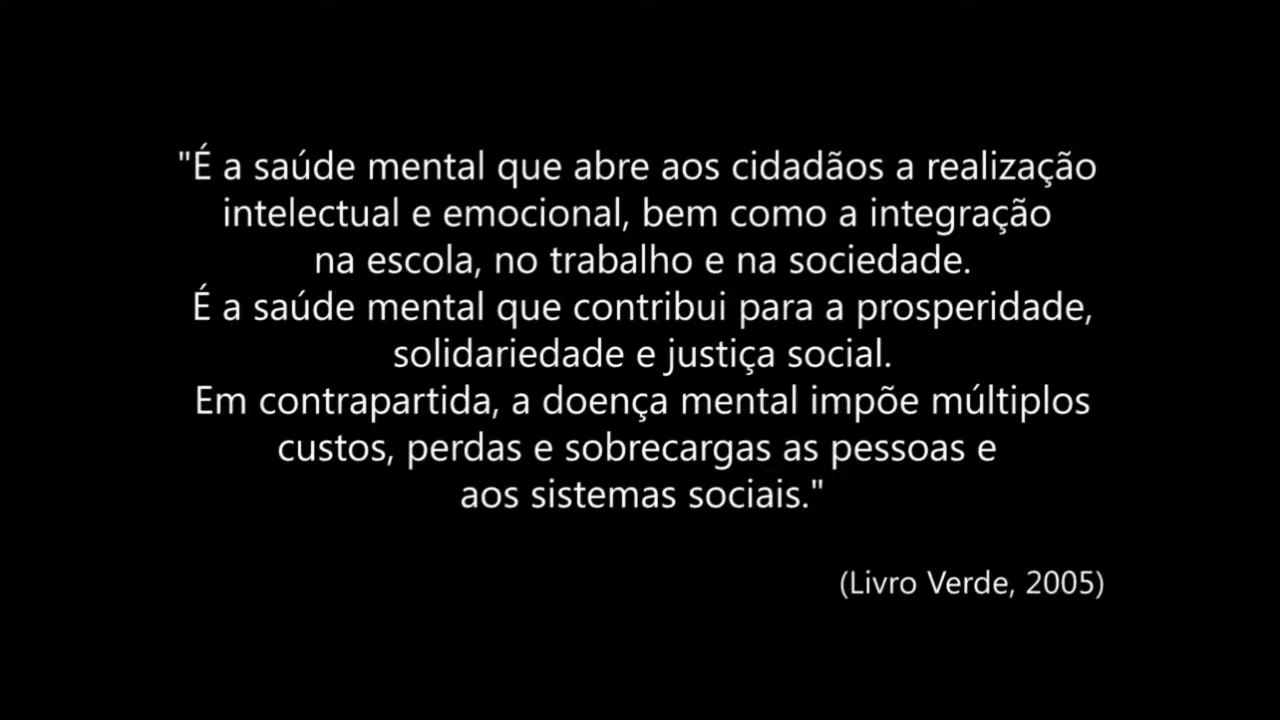 "É a saúde mental que abre aos cidadãos a realização
intelectual e emocional, bem como a integração
na escola, no trabalho e na sociedade.
É a saúde mental que contribui para a prosperidade,
solidariedade e justiça social.
Em contrapartida, a doença mental impõe múltiplos
custos, perdas e sobrecargas as pessoas e
aos sistemas sociais."
(Livro Verde, 2005)